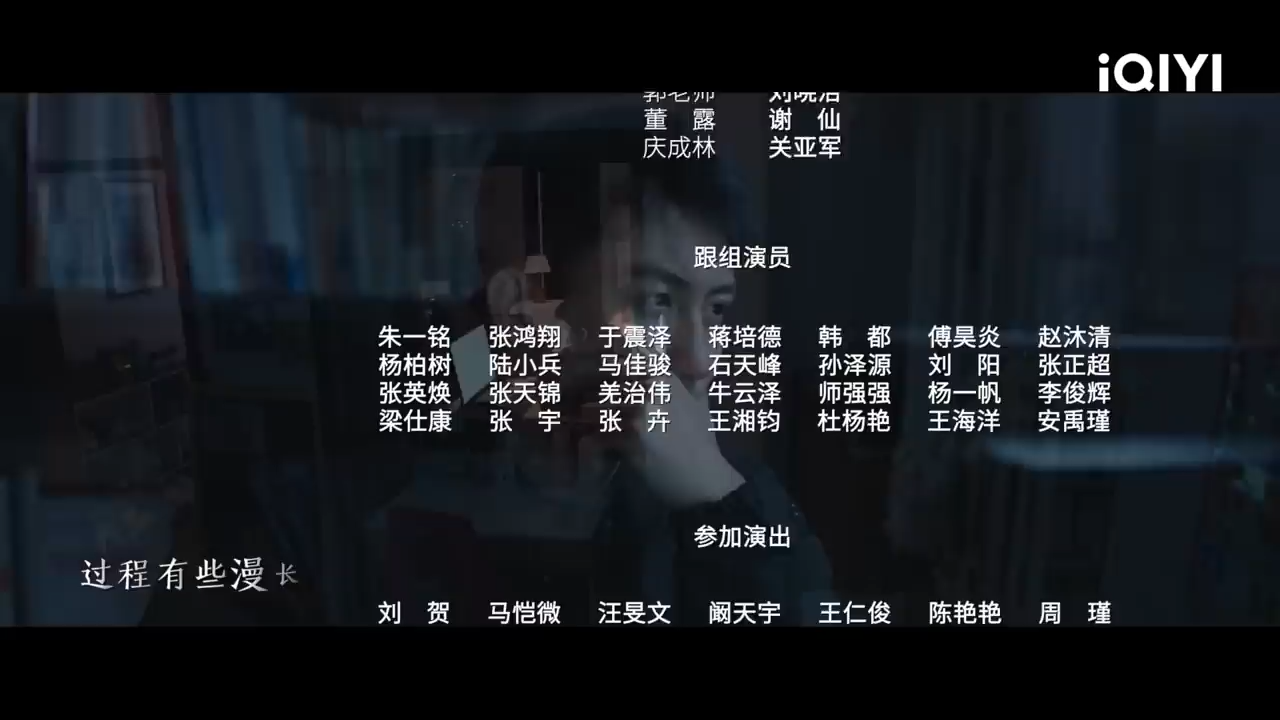 iQIYI
董 露 谢 仙
庆成林 关亚军
跟组演员
朱一铭 张鸿翔 于震泽 蒋培德 韩 都 傅昊炎 赵沐清
杨柏树 陆小兵 马佳骏 石天峰 孙泽源 刘 阳 张正超
张英焕 张天锦 羌治伟 牛云泽 师强强 杨一帆 李俊辉
梁仕康 张 宇 张 卉 王湘钧 杜杨艳 王海洋 安禹瑾
参加演出
过程有些漫长
刘 贺 马恺微 汪旻文 阚天宇 王仁俊 陈艳艳 周 瑾